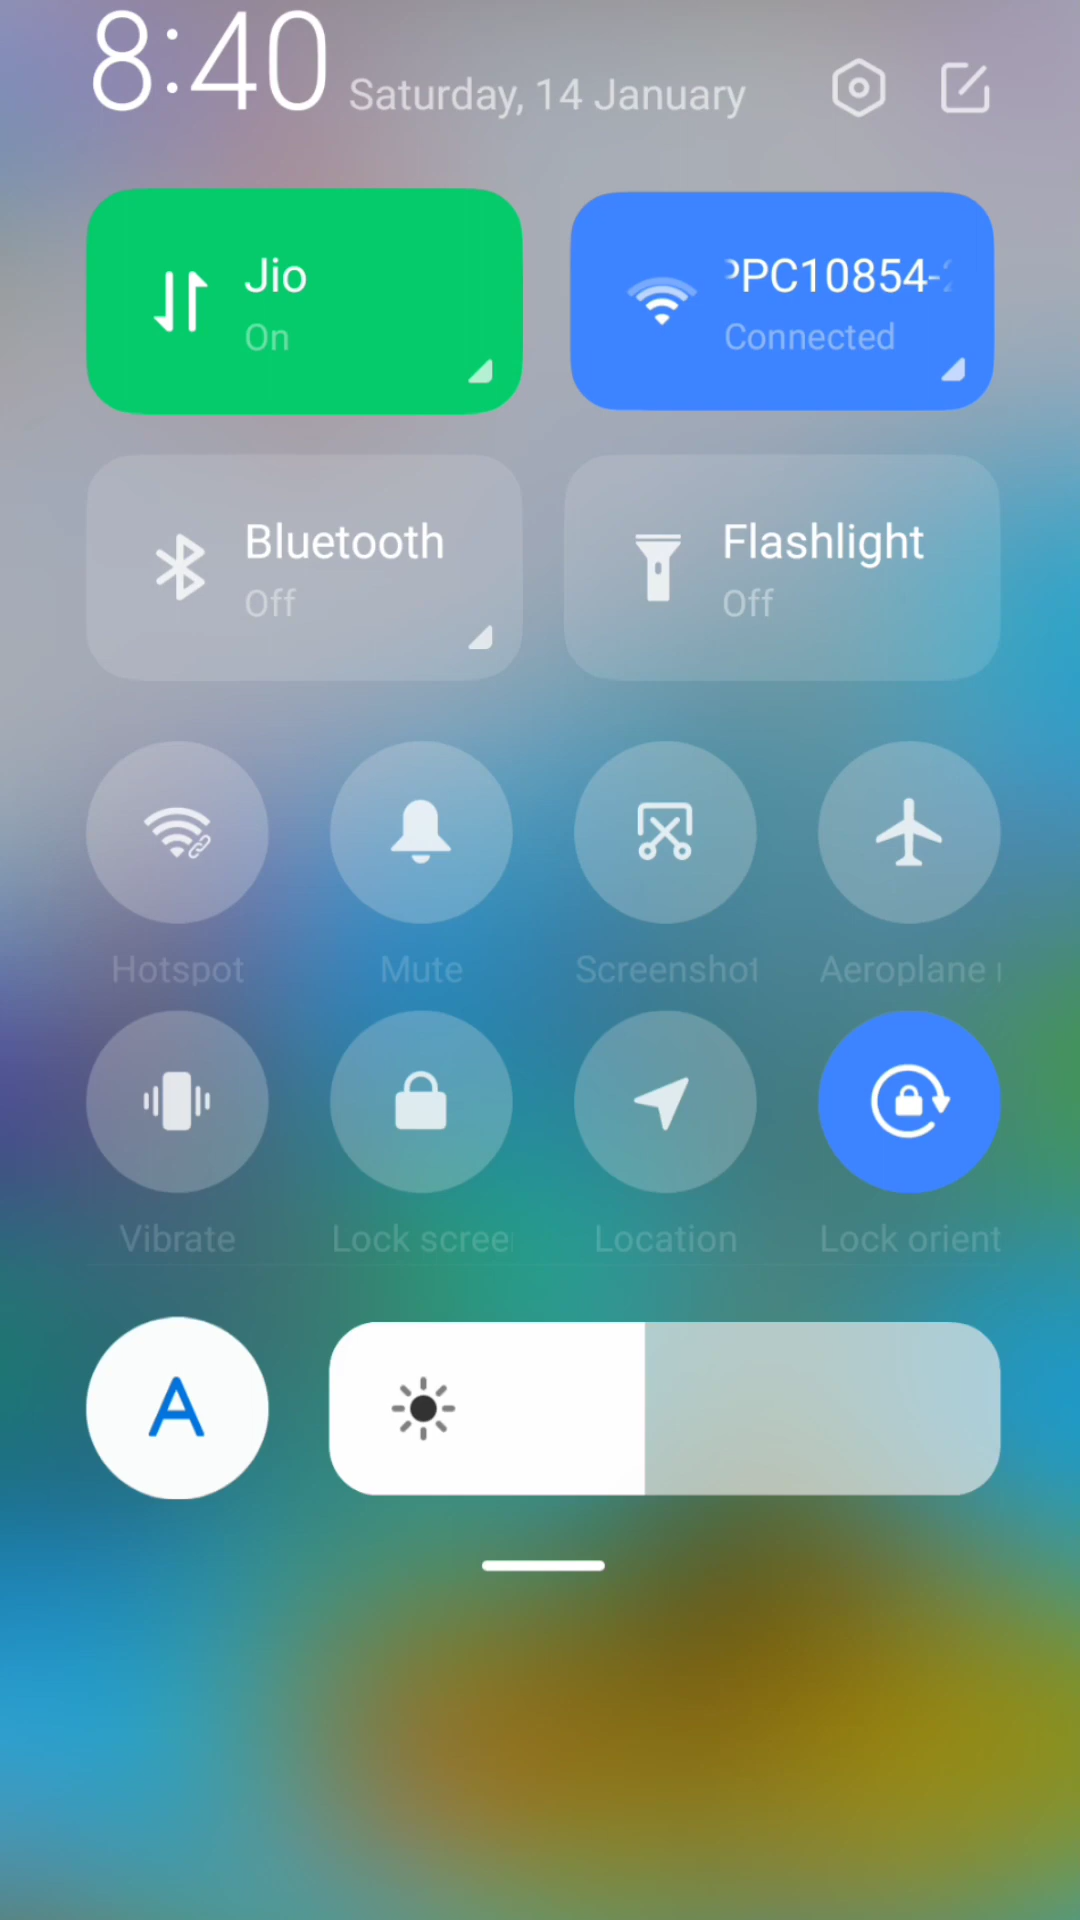 8:40 Saturday, 14 January
Jio
On
PPC10854-
Connected
Bluetooth
Off
Flashlight
Off
Hotspot Mute Screenshot Aeroplane
Vibrate Lock scree Location Lock orient
A